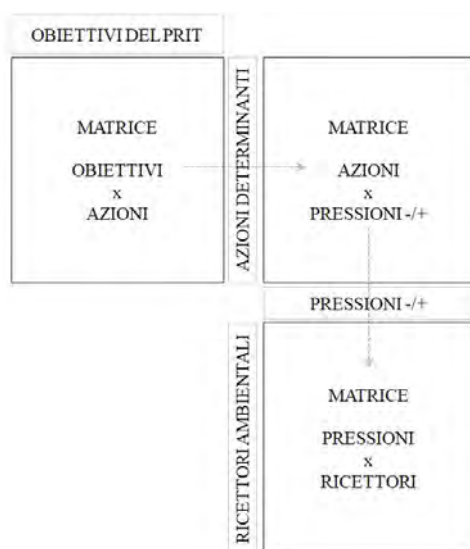 OBIETTIVI DEL PRIT
MATRICE
OBIETTIVI
x
AZIONI
AZIONI DETERMINANTI
MATRICE
AZIONI
x
PRESSIONI -/+
PRESSIONI -/+
RICETTORI AMBIENTALI
MATRICE
PRESSIONI
x
RICETTORI